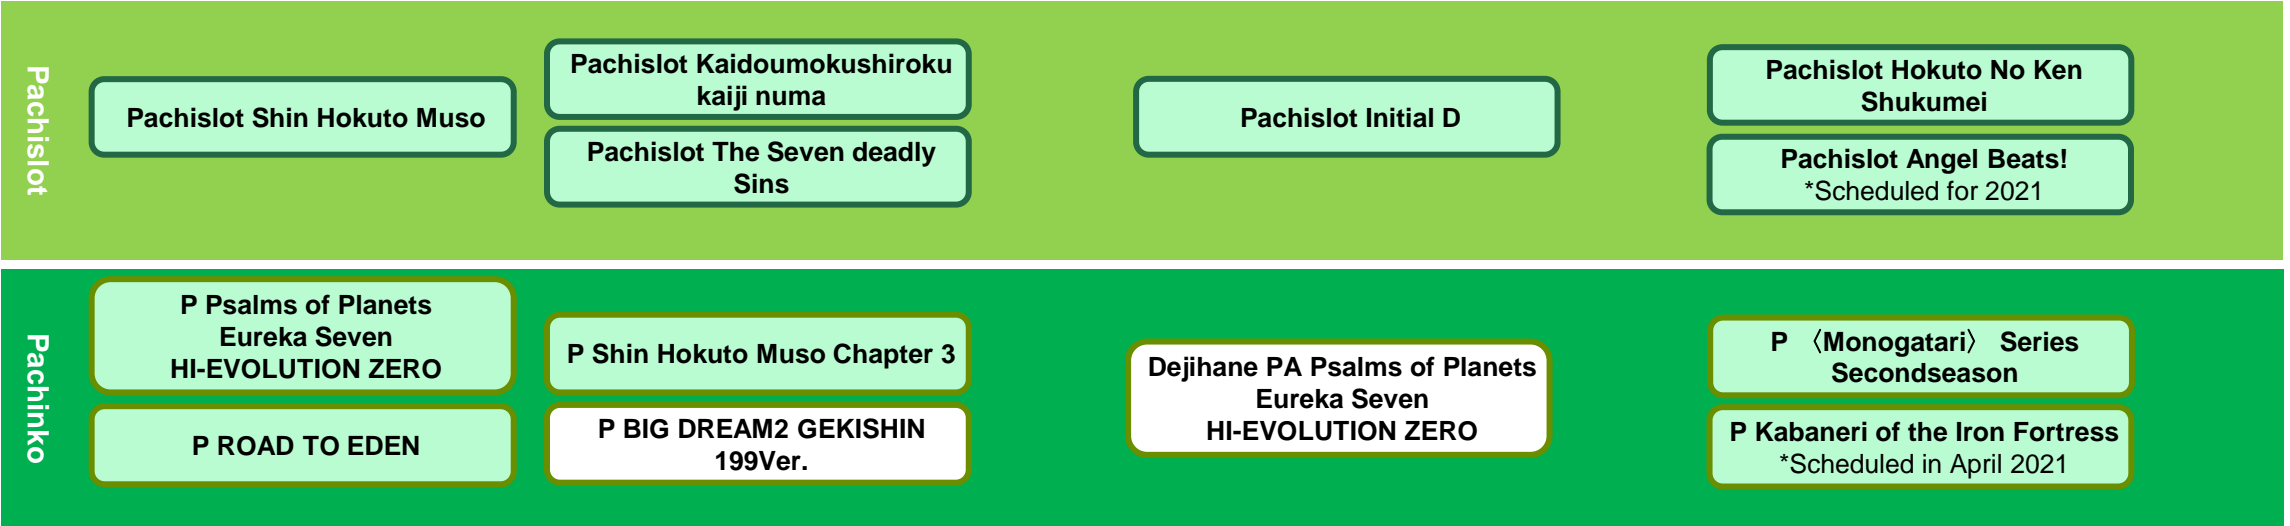 Pachislot
Pachislot Shin Hokuto Muso
Pachislot Kaidoumokushiroku
kaiji numa
Pachislot The Seven deadly
Sins
Pachislot Initial D
Pachislot Hokuto No Ken
Shukumei
Pachislot Angel Beats!
*Scheduled for 2021
Pachinko
P Psalms of Planets
Eureka Seven
HI-EVOLUTION ZERO
P ROAD TO EDEN
P Shin Hokuto Muso Chapter 3
P BIG DREAM2 GEKISHIN
199Ver.
Dejihane PA Psalms of Planets
Eureka Seven
HI-EVOLUTION ZERO
P 〈Monogatari〉 Series
Secondseason
P Kabaneri of the Iron Fortress
*Scheduled in April 2021